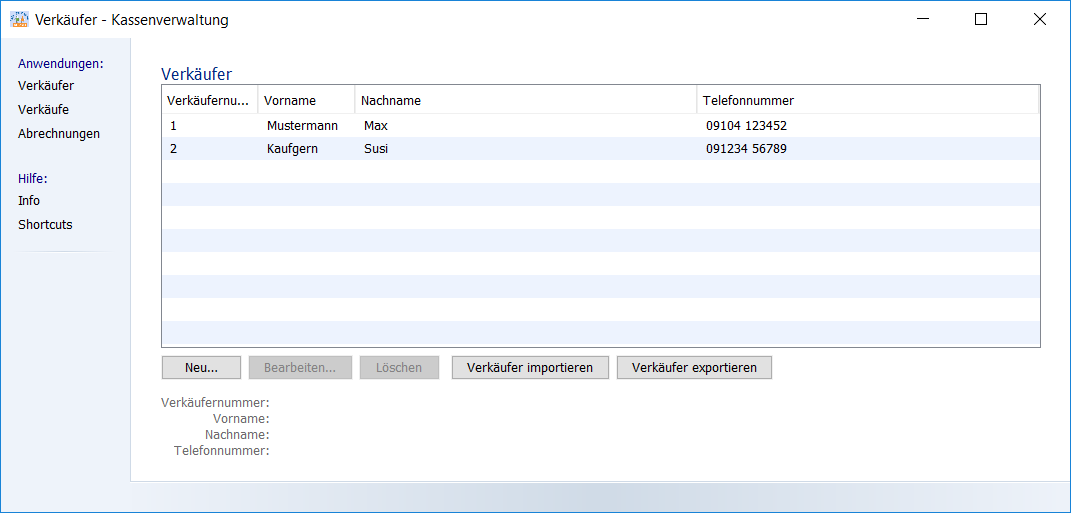 Verkäufer - Kassenverwaltung
Anwendungen:
Verkäufer
Verkäufe
Abrechnungen
Hilfe:
Info
Shortcuts
Verkäufer
Verkäufernu... Vorname Nachname Telefonnummer
1 Mustermann Max 09104 123452
2 Kaufgern Susi 091234 56789
Neu... Bearbeiten... Löschen Verkäufer importieren Verkäufer exportieren
Verkäufernummer:
Vorname:
Nachname:
Telefonnummer: